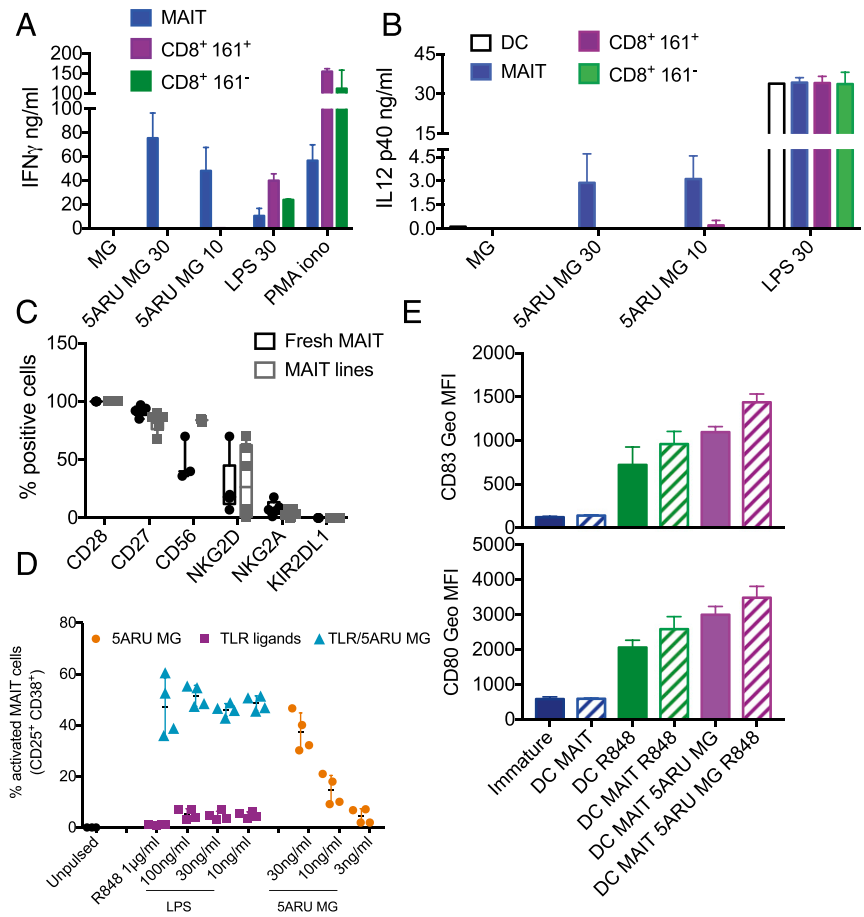 A
MAIT
CD8⁺ 161⁺
CD8⁺ 161⁻
IFNγ ng/ml
200
150
100
100
80
60
40
20
0
MG
5ARU MG 30
5ARU MG 10
LPS 30
PMA iono
B
DC
MAIT
CD8⁺ 161⁺
CD8⁺ 161⁻
IL12 p40 ng/ml
45
30
15
4.5
3.0
1.5
0.0
MG
5ARU MG 30
5ARU MG 10
LPS 30
C
Fresh MAIT
MAIT lines
% positive cells
150
100
50
0
CD28
CD27
CD56
NKG2D
NKG2A
KIR2DL1
D
5ARU MG
TLR ligands
TLR/5ARU MG
% activated MAIT cells
(CD25⁺ CD38⁺)
80
60
40
20
0
Unpulsed
R848 1µg/ml
100ng/ml
30ng/ml
10ng/ml
30ng/ml
10ng/ml
3ng/ml
LPS
5ARU MG
E
CD83 Geo MFI
2000
1500
1000
500
0
CD80 Geo MFI
5000
4000
3000
2000
1000
0
Immature
DC MAIT
DC R848
DC MAIT R848
DC MAIT 5ARU MG
DC MAIT 5ARU MG R848